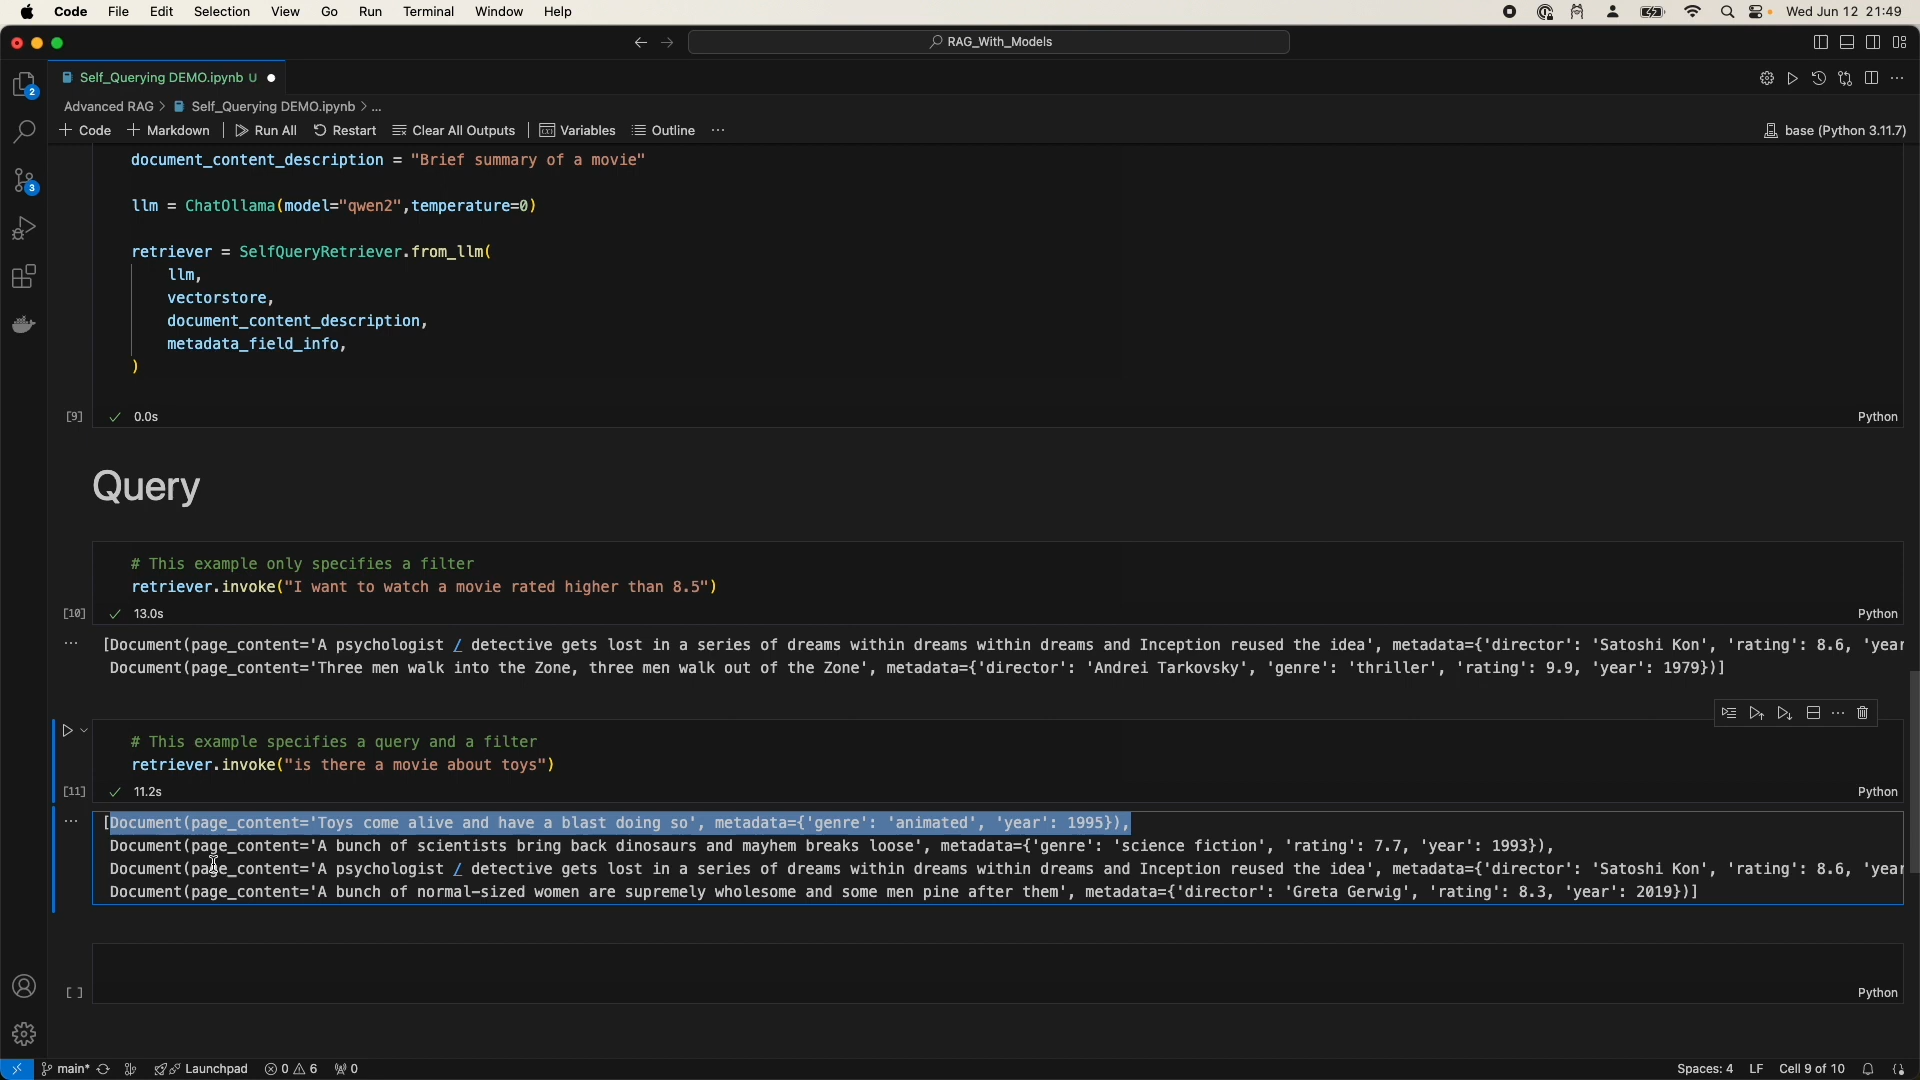 Code File Edit Selection View Go Run Terminal Window Help Wed Jun 12 21:49
RAG_With_Models
Self_Querying DEMO.ipynb U
2
Advanced RAG > Self_Querying DEMO.ipynb > ...
+ Code + Markdown Run All Restart Clear All Outputs Variables Outline ... base (Python 3.11.7)
document_content_description = "Brief summary of a movie"
3
llm = ChatOllama(model="qwen2",temperature=0)
retriever = SelfQueryRetriever.from_llm(
llm,
vectorstore,
document_content_description,
metadata_field_info,
)
[9] 0.0s Python
Query
# This example only specifies a filter
retriever.invoke("I want to watch a movie rated higher than 8.5")
[10] 13.0s Python
... [Document(page_content='A psychologist / detective gets lost in a series of dreams within dreams within dreams and Inception reused the idea', metadata={'director': 'Satoshi Kon', 'rating': 8.6, 'year
Document(page_content='Three men walk into the Zone, three men walk out of the Zone', metadata={'director': 'Andrei Tarkovsky', 'genre': 'thriller', 'rating': 9.9, 'year': 1979})]
# This example specifies a query and a filter
retriever.invoke("is there a movie about toys")
[11] 11.2s Python
... [Document(page_content='Toys come alive and have a blast doing so', metadata={'genre': 'animated', 'year': 1995}),
Document(page_content='A bunch of scientists bring back dinosaurs and mayhem breaks loose', metadata={'genre': 'science fiction', 'rating': 7.7, 'year': 1993}),
Document(page_content='A psychologist / detective gets lost in a series of dreams within dreams within dreams and Inception reused the idea', metadata={'director': 'Satoshi Kon', 'rating': 8.6, 'year
Document(page_content='A bunch of normal-sized women are supremely wholesome and some men pine after them', metadata={'director': 'Greta Gerwig', 'rating': 8.3, 'year': 2019})]
[ ] Python
main* Launchpad 0 6 0 Spaces: 4 LF Cell 9 of 10